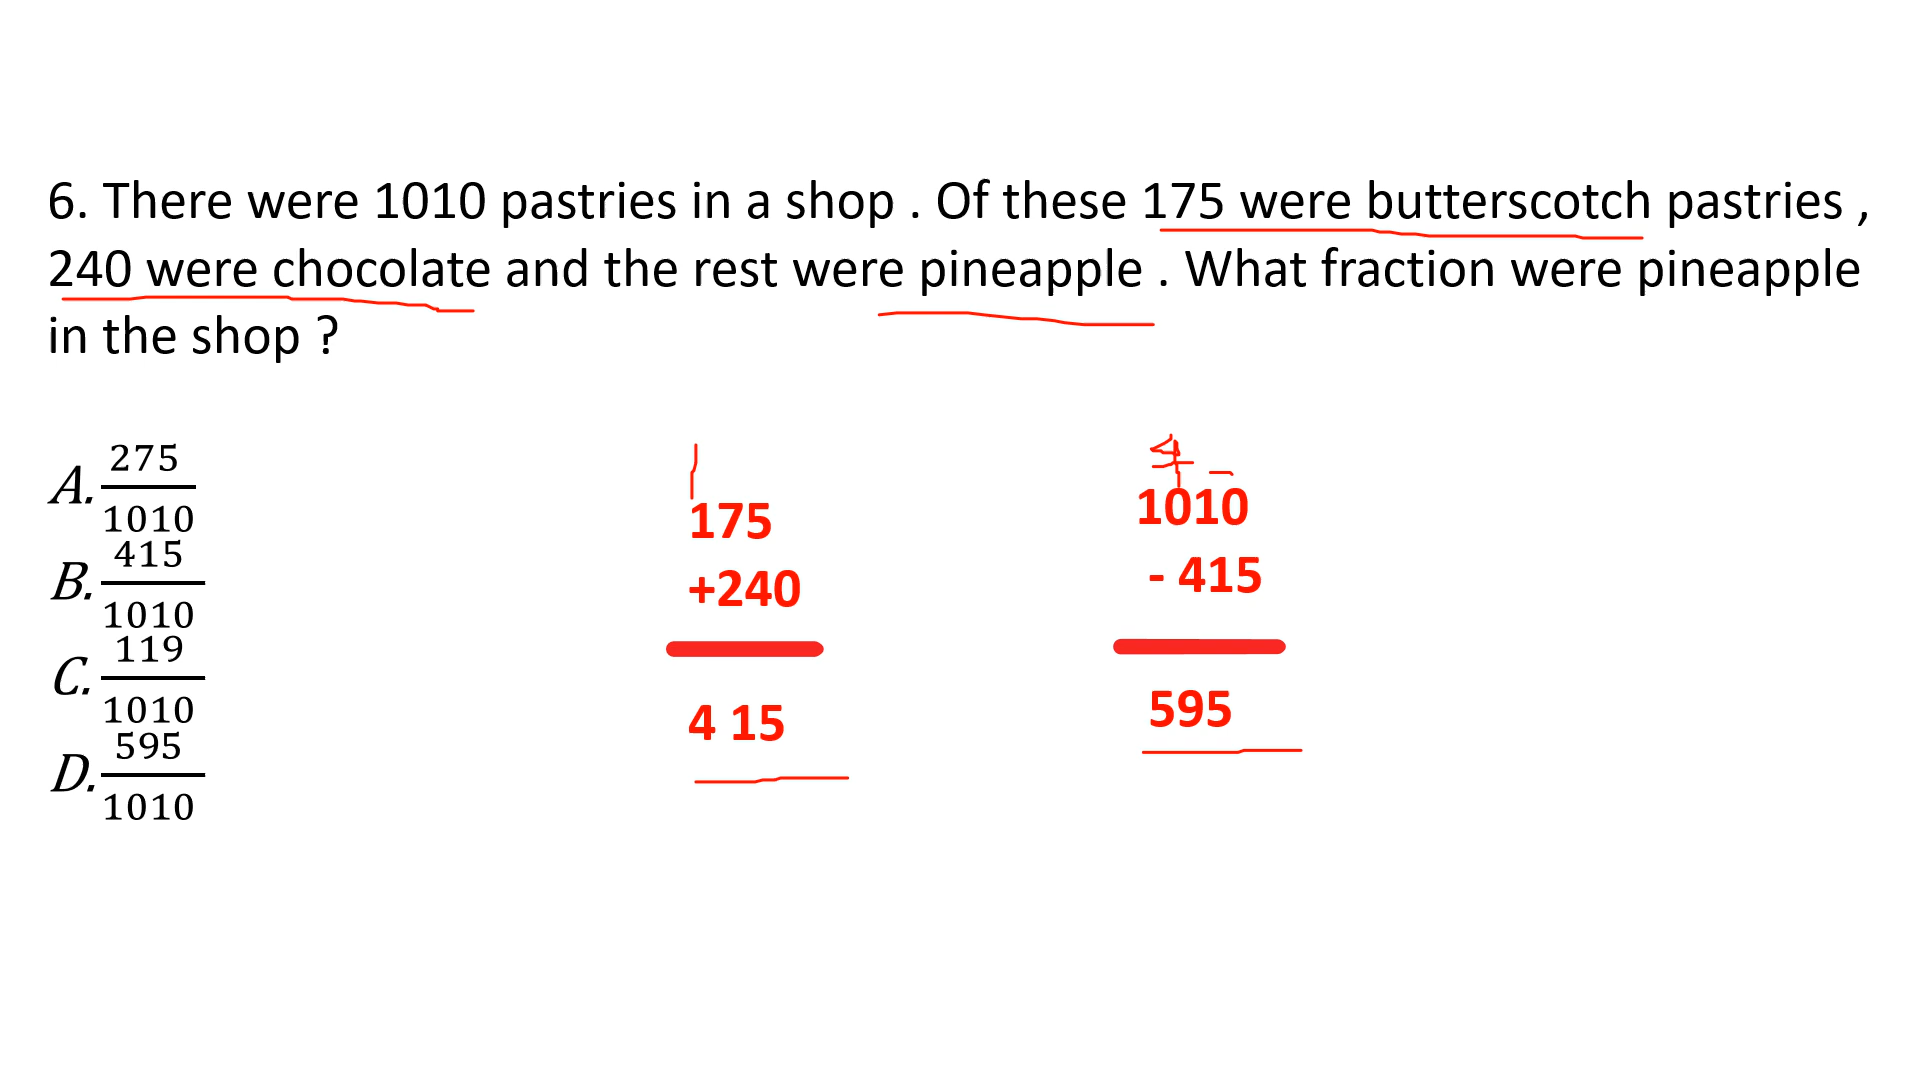 6. There were 1010 pastries in a shop . Of these 175 were butterscotch pastries ,
240 were chocolate and the rest were pineapple . What fraction were pineapple
in the shop ?
A. 275/1010
B. 415/1010
C. 119/1010
D. 595/1010
1
175
+240
4 15
1010
- 415
595